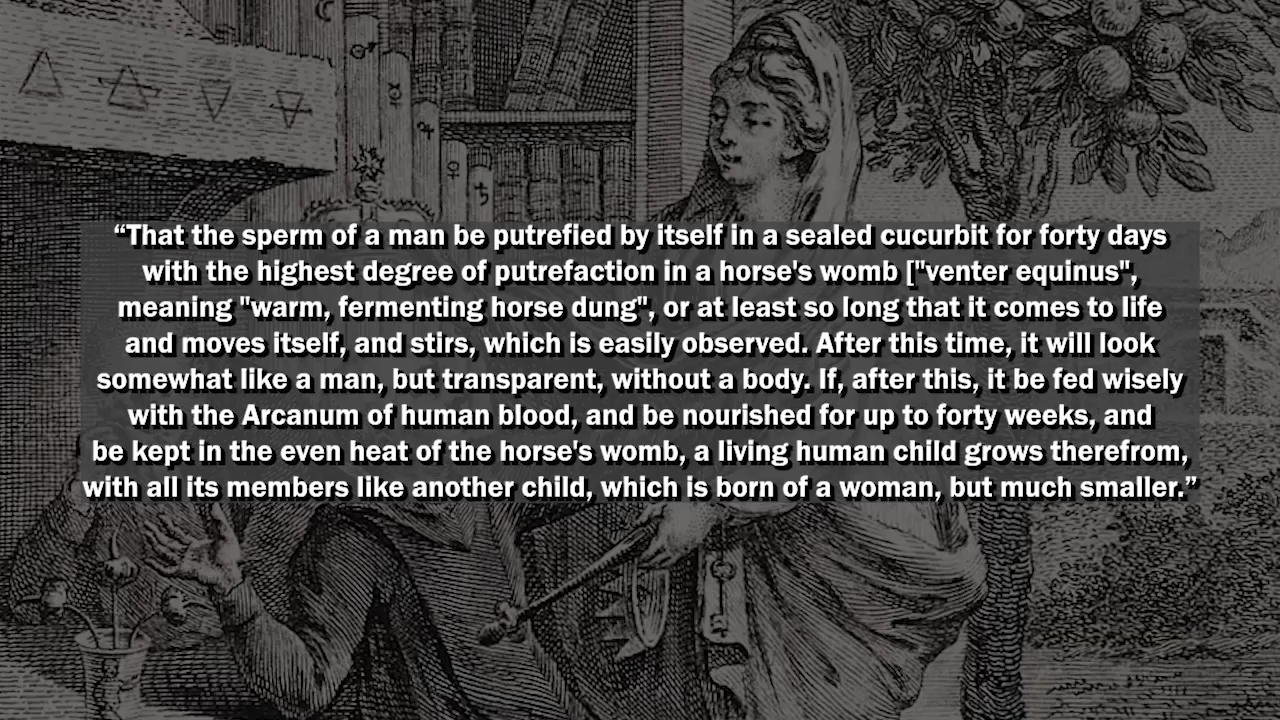 “That the sperm of a man be putrefied by itself in a sealed cucurbit for forty days
with the highest degree of putrefaction in a horse's womb ["venter equinus",
meaning "warm, fermenting horse dung", or at least so long that it comes to life
and moves itself, and stirs, which is easily observed. After this time, it will look
somewhat like a man, but transparent, without a body. If, after this, it be fed wisely
with the Arcanum of human blood, and be nourished for up to forty weeks, and
be kept in the even heat of the horse's womb, a living human child grows therefrom,
with all its members like another child, which is born of a woman, but much smaller.”